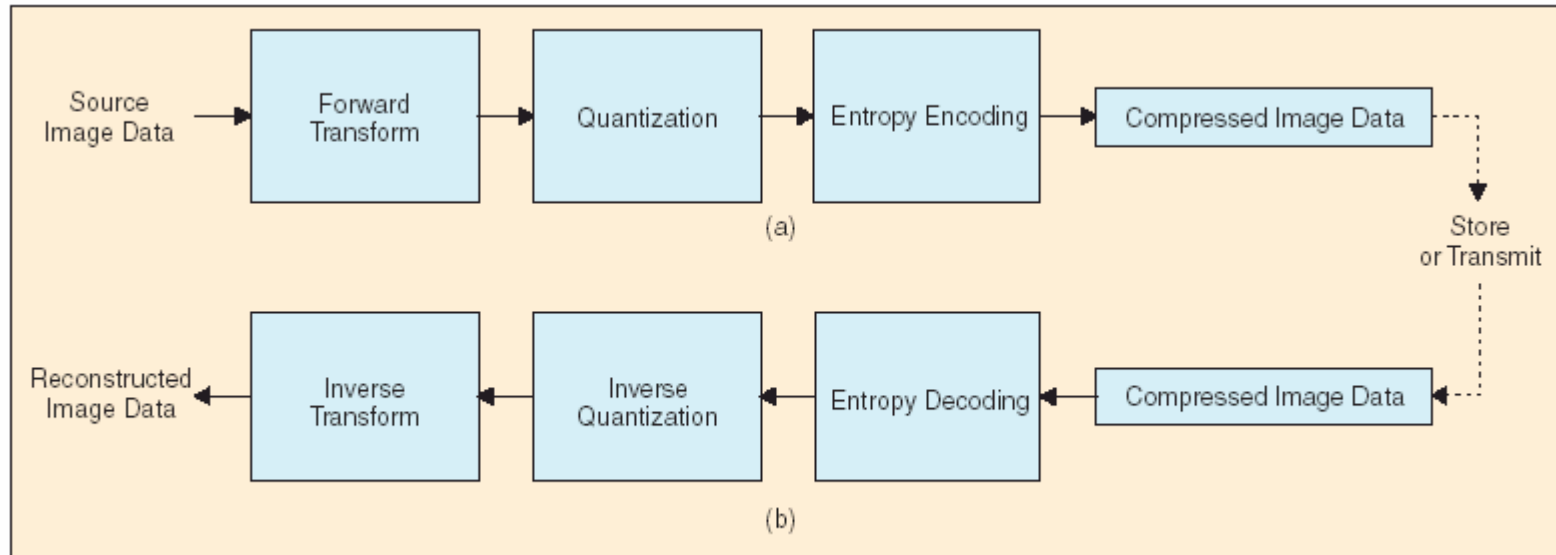 Source
Image Data
Forward
Transform
Quantization
Entropy Encoding
Compressed Image Data
(a)
Store
or Transmit
Reconstructed
Image Data
Inverse
Transform
Inverse
Quantization
Entropy Decoding
Compressed Image Data
(b)